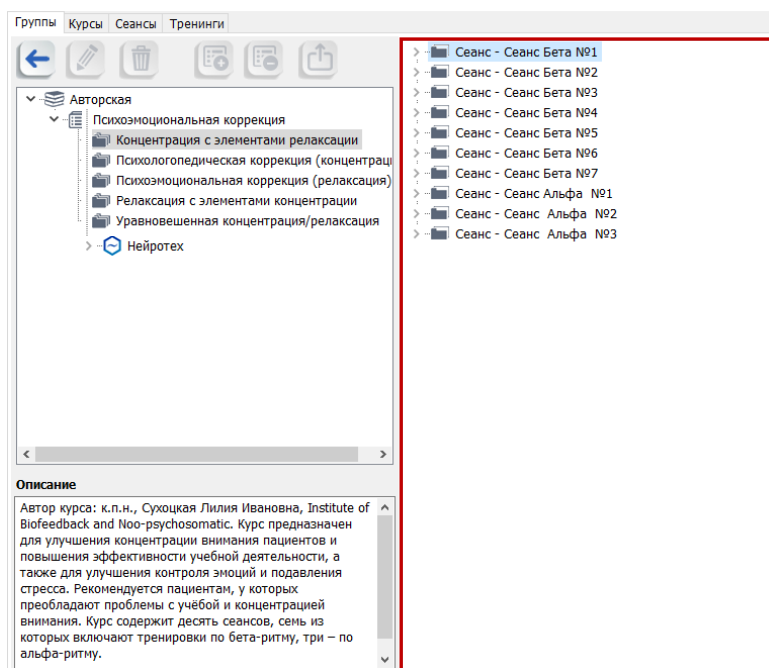 Группы Курсы Сеансы Тренинги
Авторская
Психоэмоциональная коррекция
Концентрация с элементами релаксации
Психологопедическая коррекция (концентраци
Психоэмоциональная коррекция (релаксация)
Релаксация с элементами концентрации
Уравновешенная концентрация/релаксация
Нейротех
Описание
Автор курса: к.п.н., Сухоцкая Лилия Ивановна, Institute of
Biofeedback and Noo-psychosomatic. Курс предназначен
для улучшения концентрации внимания пациентов и
повышения эффективности учебной деятельности, а
также для улучшения контроля эмоций и подавления
стресса. Рекомендуется пациентам, у которых
преобладают проблемы с учёбой и концентрацией
внимания. Курс содержит десять сеансов, семь из
которых включают тренировки по бета-ритму, три – по
альфа-ритму.
Сеанс - Сеанс Бета №1
Сеанс - Сеанс Бета №2
Сеанс - Сеанс Бета №3
Сеанс - Сеанс Бета №4
Сеанс - Сеанс Бета №5
Сеанс - Сеанс Бета №6
Сеанс - Сеанс Бета №7
Сеанс - Сеанс Альфа №1
Сеанс - Сеанс Альфа №2
Сеанс - Сеанс Альфа №3